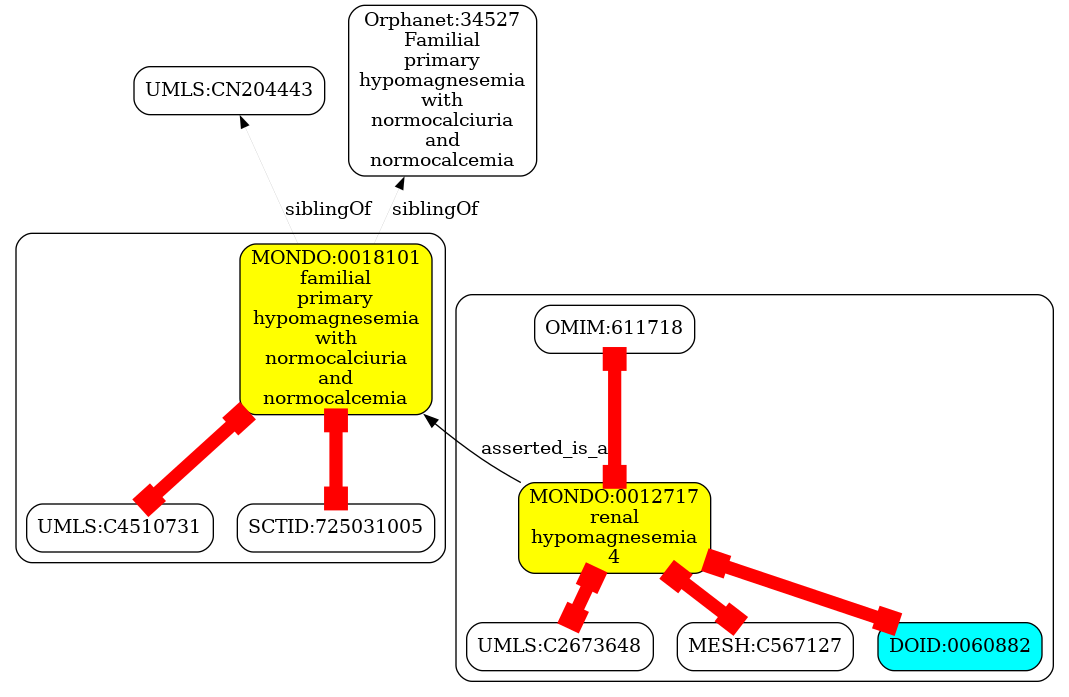 Orphanet:34527
Familial
primary
hypomagnesemia
with
normocalciuria
and
normocalcemia
UMLS:CN204443
siblingOf
siblingOf
MONDO:0018101
familial
primary
hypomagnesemia
with
normocalciuria
and
normocalcemia
OMIM:611718
asserted_is_a
MONDO:0012717
renal
hypomagnesemia
4
UMLS:C4510731
SCTID:725031005
UMLS:C2673648
MESH:C567127
DOID:0060882